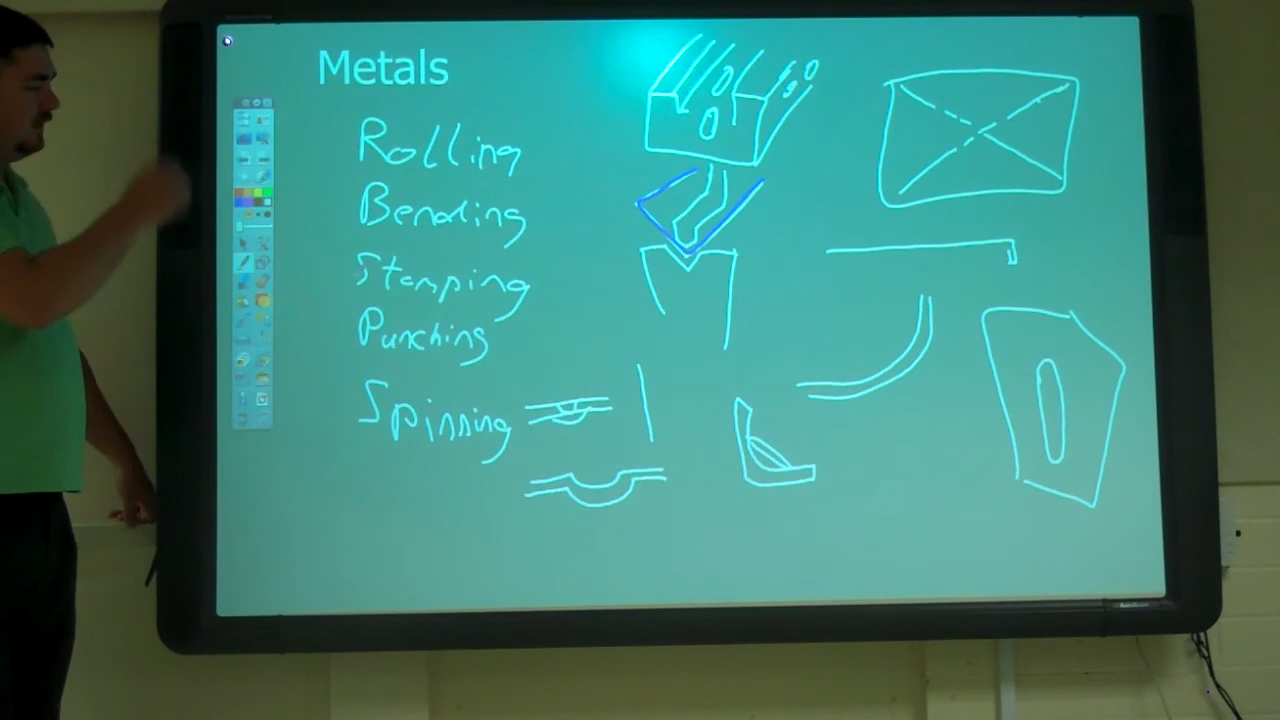 Metals
Rolling
Bending
Stamping
Punching
Spinning